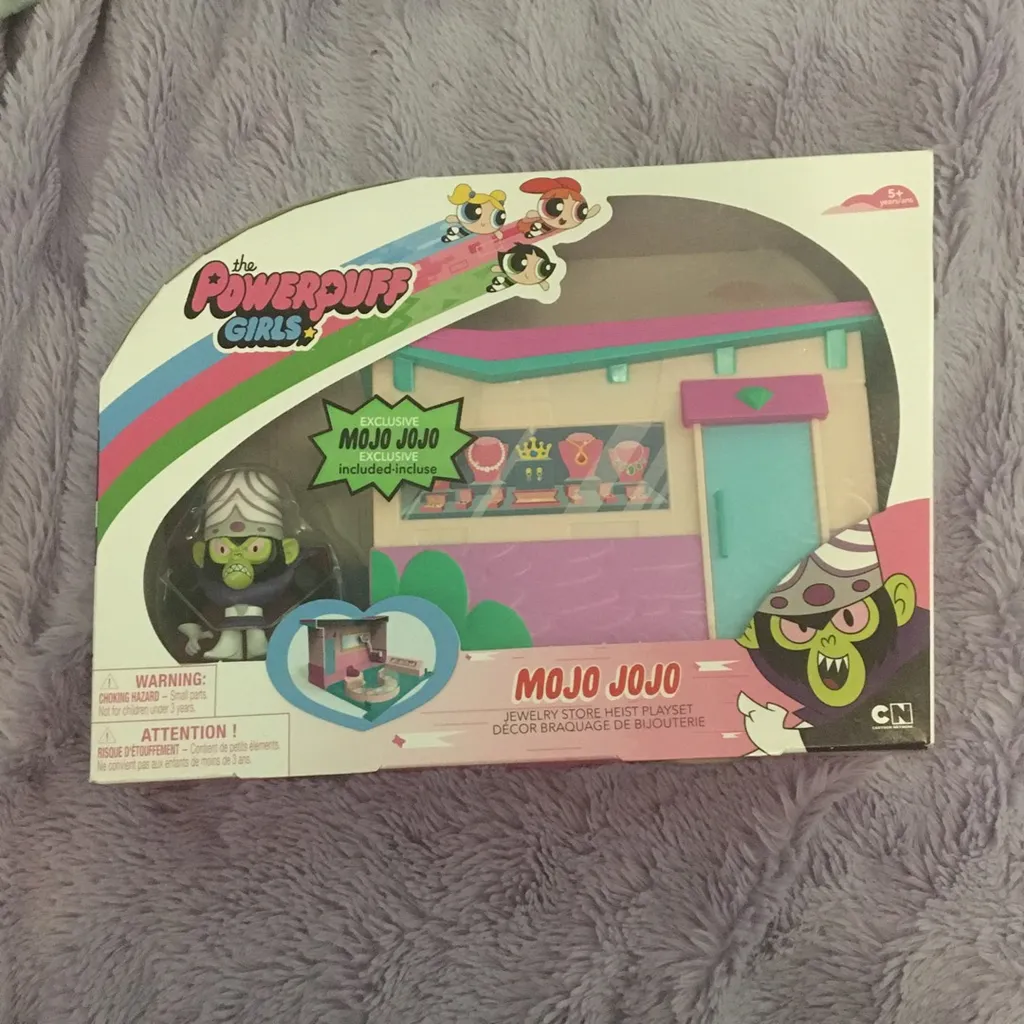 5+
years/ans
the
POWERPUFF
GIRLS
EXCLUSIVE
MOJO JOJO
EXCLUSIVE
included-incluse
WARNING:
CHOKING HAZARD – Small parts.
Not for children under 3 years.
ATTENTION !
RISQUE D'ÉTOUFFEMENT – Contient de petits éléments.
Ne convient pas aux enfants de moins de 3 ans.
MOJO JOJO
JEWELRY STORE HEIST PLAYSET
DÉCOR BRAQUAGE DE BIJOUTERIE
CN
CARTOON NETWORK